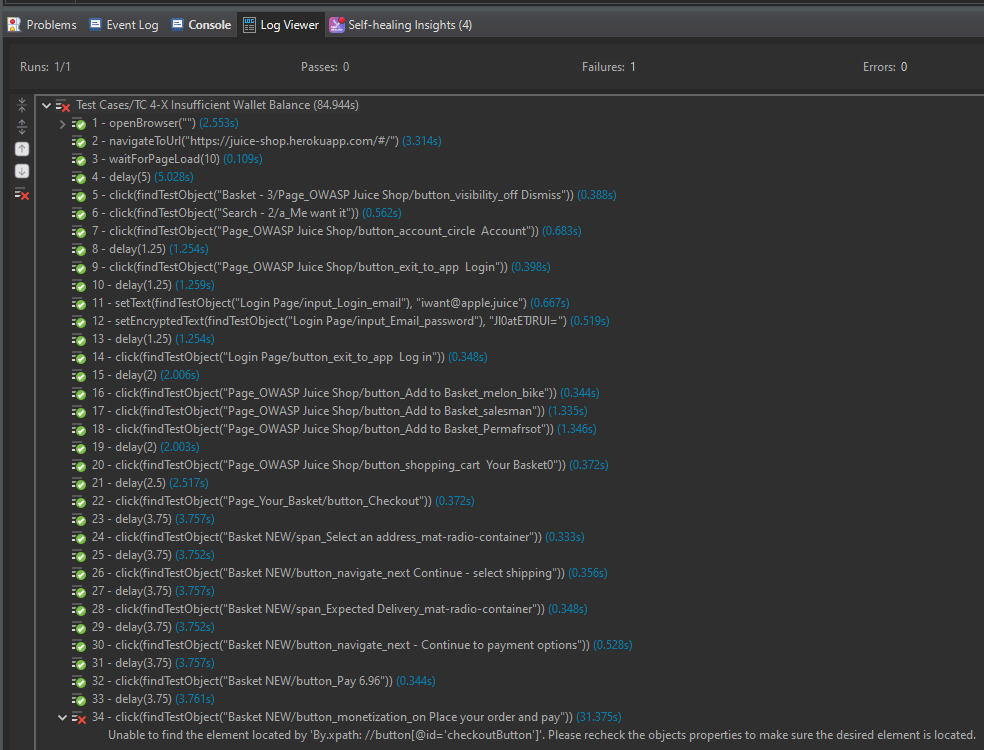 Problems Event Log Console Log Viewer Self-healing Insights (4)
Runs: 1/1 Passes: 0 Failures: 1 Errors: 0
Test Cases/TC 4-X Insufficient Wallet Balance (84.944s)
1 - openBrowser("") (2.553s)
2 - navigateToUrl("https://juice-shop.herokuapp.com/#/") (3.314s)
3 - waitForPageLoad(10) (0.109s)
4 - delay(5) (5.028s)
5 - click(findTestObject("Basket - 3/Page_OWASP Juice Shop/button_visibility_off Dismiss")) (0.388s)
6 - click(findTestObject("Search - 2/a_Me want it")) (0.562s)
7 - click(findTestObject("Page_OWASP Juice Shop/button_account_circle  Account")) (0.683s)
8 - delay(1.25) (1.254s)
9 - click(findTestObject("Page_OWASP Juice Shop/button_exit_to_app  Login")) (0.398s)
10 - delay(1.25) (1.259s)
11 - setText(findTestObject("Login Page/input_Login_email"), "iwant@apple.juice") (0.667s)
12 - setEncryptedText(findTestObject("Login Page/input_Email_password"), "JI0atETJRUI=") (0.519s)
13 - delay(1.25) (1.254s)
14 - click(findTestObject("Login Page/button_exit_to_app  Log in")) (0.348s)
15 - delay(2) (2.006s)
16 - click(findTestObject("Page_OWASP Juice Shop/button_Add to Basket_melon_bike")) (0.344s)
17 - click(findTestObject("Page_OWASP Juice Shop/button_Add to Basket_salesman")) (1.335s)
18 - click(findTestObject("Page_OWASP Juice Shop/button_Add to Basket_Permafrsot")) (1.346s)
19 - delay(2) (2.003s)
20 - click(findTestObject("Page_OWASP Juice Shop/button_shopping_cart  Your Basket0")) (0.372s)
21 - delay(2.5) (2.517s)
22 - click(findTestObject("Page_Your_Basket/button_Checkout")) (0.372s)
23 - delay(3.75) (3.757s)
24 - click(findTestObject("Basket NEW/span_Select an address_mat-radio-container")) (0.333s)
25 - delay(3.75) (3.752s)
26 - click(findTestObject("Basket NEW/button_navigate_next Continue - select shipping")) (0.356s)
27 - delay(3.75) (3.757s)
28 - click(findTestObject("Basket NEW/span_Expected Delivery_mat-radio-container")) (0.348s)
29 - delay(3.75) (3.752s)
30 - click(findTestObject("Basket NEW/button_navigate_next - Continue to payment options")) (0.528s)
31 - delay(3.75) (3.757s)
32 - click(findTestObject("Basket NEW/button_Pay 6.96")) (0.344s)
33 - delay(3.75) (3.761s)
34 - click(findTestObject("Basket NEW/button_monetization_on Place your order and pay")) (31.375s)
Unable to find the element located by 'By.xpath: //button[@id='checkoutButton']'. Please recheck the objects properties to make sure the desired element is located.